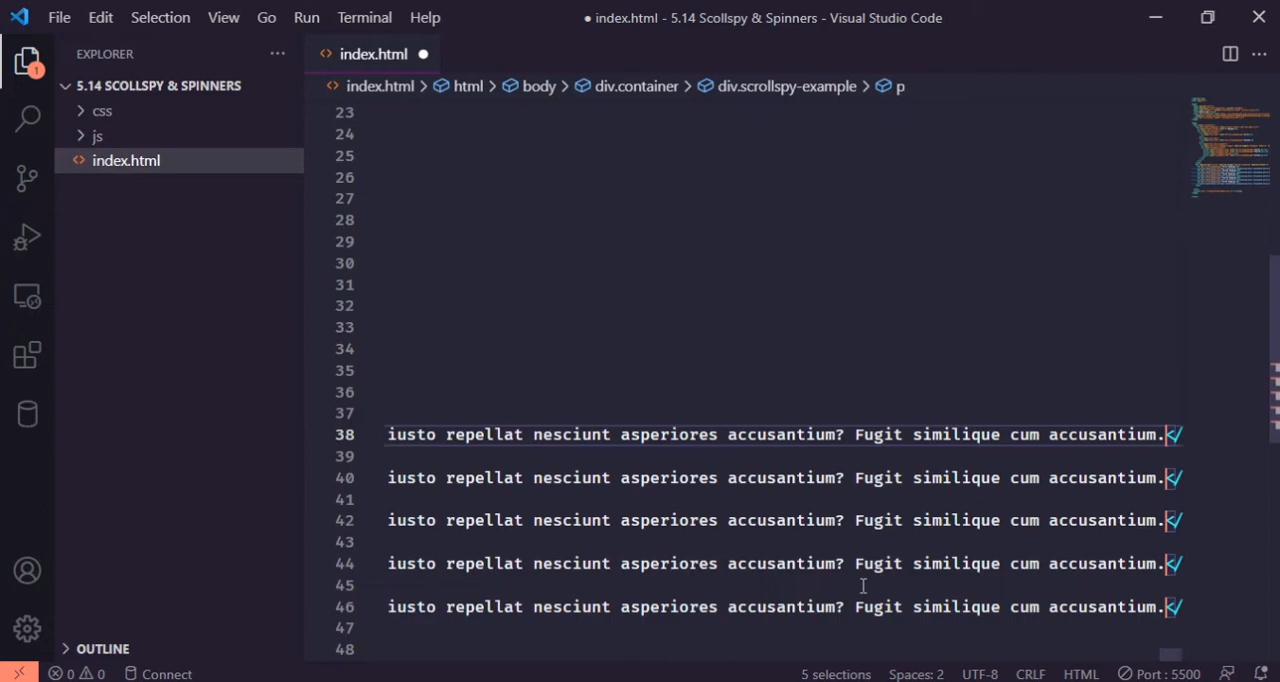 File Edit Selection View Go Run Terminal Help ● index.html - 5.14 Scollspy & Spinners - Visual Studio Code
EXPLORER ···
<> index.html ●
1
5.14 SCOLLSPY & SPINNERS
<> index.html > html > body > div.container > div.scrollspy-example > p
> css
> js
<> index.html
23
24
25
26
27
28
29
30
31
32
33
34
35
36
37
38 iusto repellat nesciunt asperiores accusantium? Fugit similique cum accusantium.</
39
40 iusto repellat nesciunt asperiores accusantium? Fugit similique cum accusantium.</
41
42 iusto repellat nesciunt asperiores accusantium? Fugit similique cum accusantium.</
43
44 iusto repellat nesciunt asperiores accusantium? Fugit similique cum accusantium.</
45
46 iusto repellat nesciunt asperiores accusantium? Fugit similique cum accusantium.</
47
48
> OUTLINE
0 0 Connect 5 selections Spaces: 2 UTF-8 CRLF HTML Port : 5500